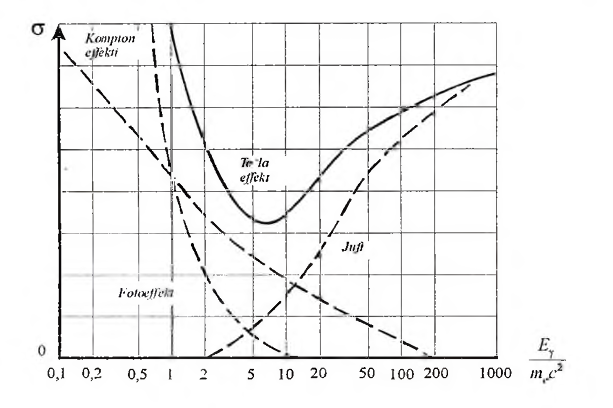 σ
Kompton
effekti
To la
effekti
Juft
Fotoeffekt
0
0,1 0,2 0,5 1 2 5 10 20 50 100 200 1000
E_γ
m_e c²